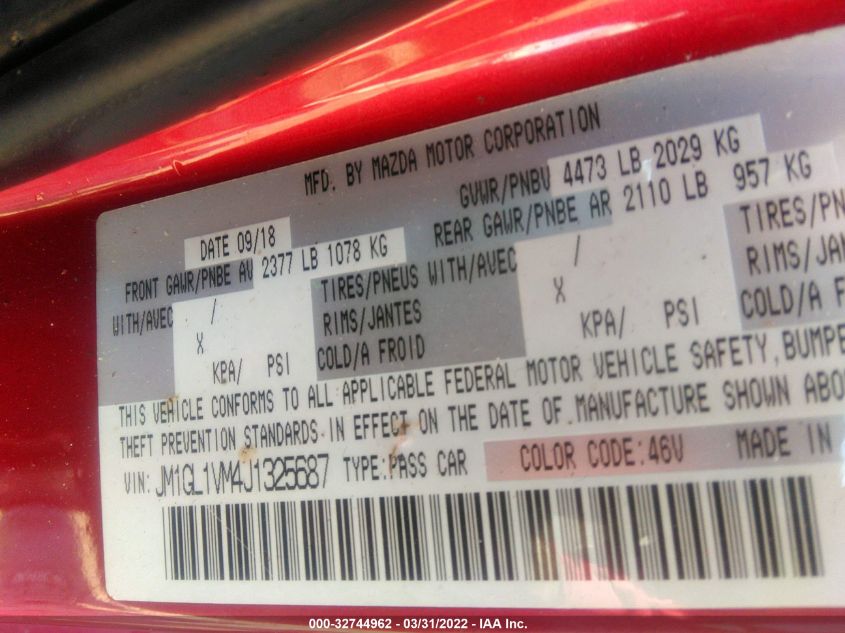 MFD. BY MAZDA MOTOR CORPORATION
DATE 09/18
GVWR/PNBV 4473 LB 2029 KG
FRONT GAWR/PNBE AV 2377 LB 1078 KG
REAR GAWR/PNBE AR 2110 LB 957 KG
WITH/AVEC / TIRES/PNEUS WITH/AVEC / TIRES/PN
X RIMS/JANTES X RIMS/JAN
KPA/ PSI COLD/A FROID KPA/ PSI COLD/A F
THIS VEHICLE CONFORMS TO ALL APPLICABLE FEDERAL MOTOR VEHICLE SAFETY, BUMPE
THEFT PREVENTION STANDARDS IN EFFECT ON THE DATE OF MANUFACTURE SHOWN ABO
VIN: JM1GL1VM4J1325687 TYPE:PASS CAR COLOR CODE:46V MADE IN
000-32744962 - 03/31/2022 - IAA Inc.